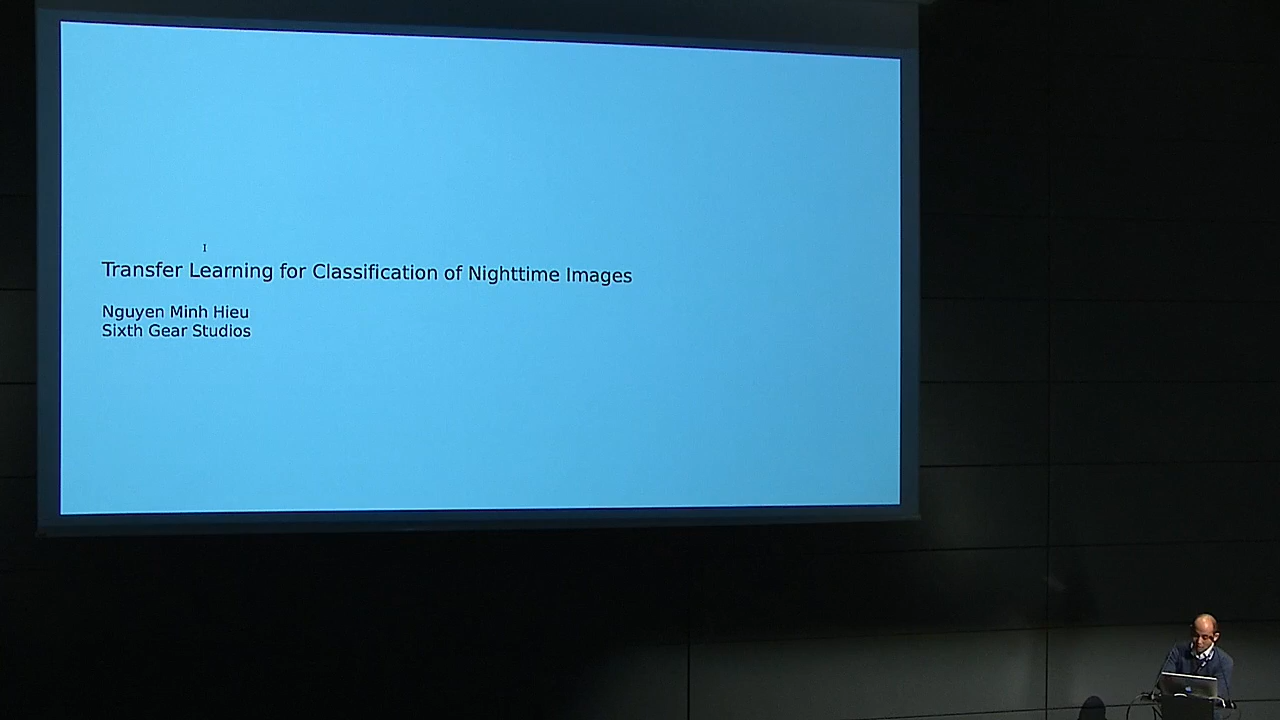 Transfer Learning for Classification of Nighttime Images
Nguyen Minh Hieu
Sixth Gear Studios